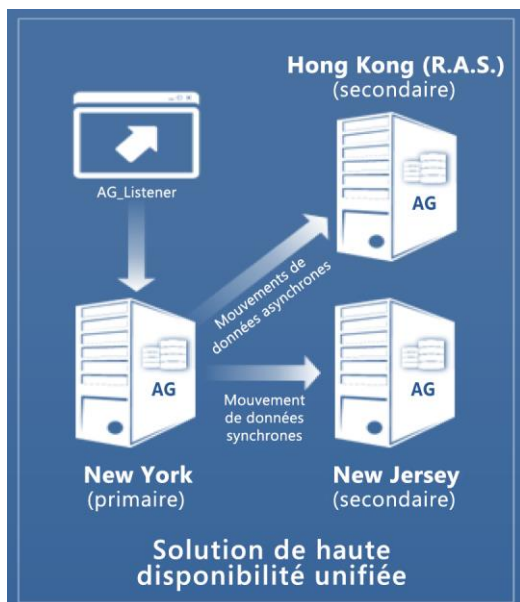 Hong Kong (R.A.S.)
(secondaire)
AG_Listener
AG
Mouvements de
données asynchrones
AG
AG
Mouvement
de données
synchrones
New York
(primaire)
New Jersey
(secondaire)
Solution de haute
disponibilité unifiée